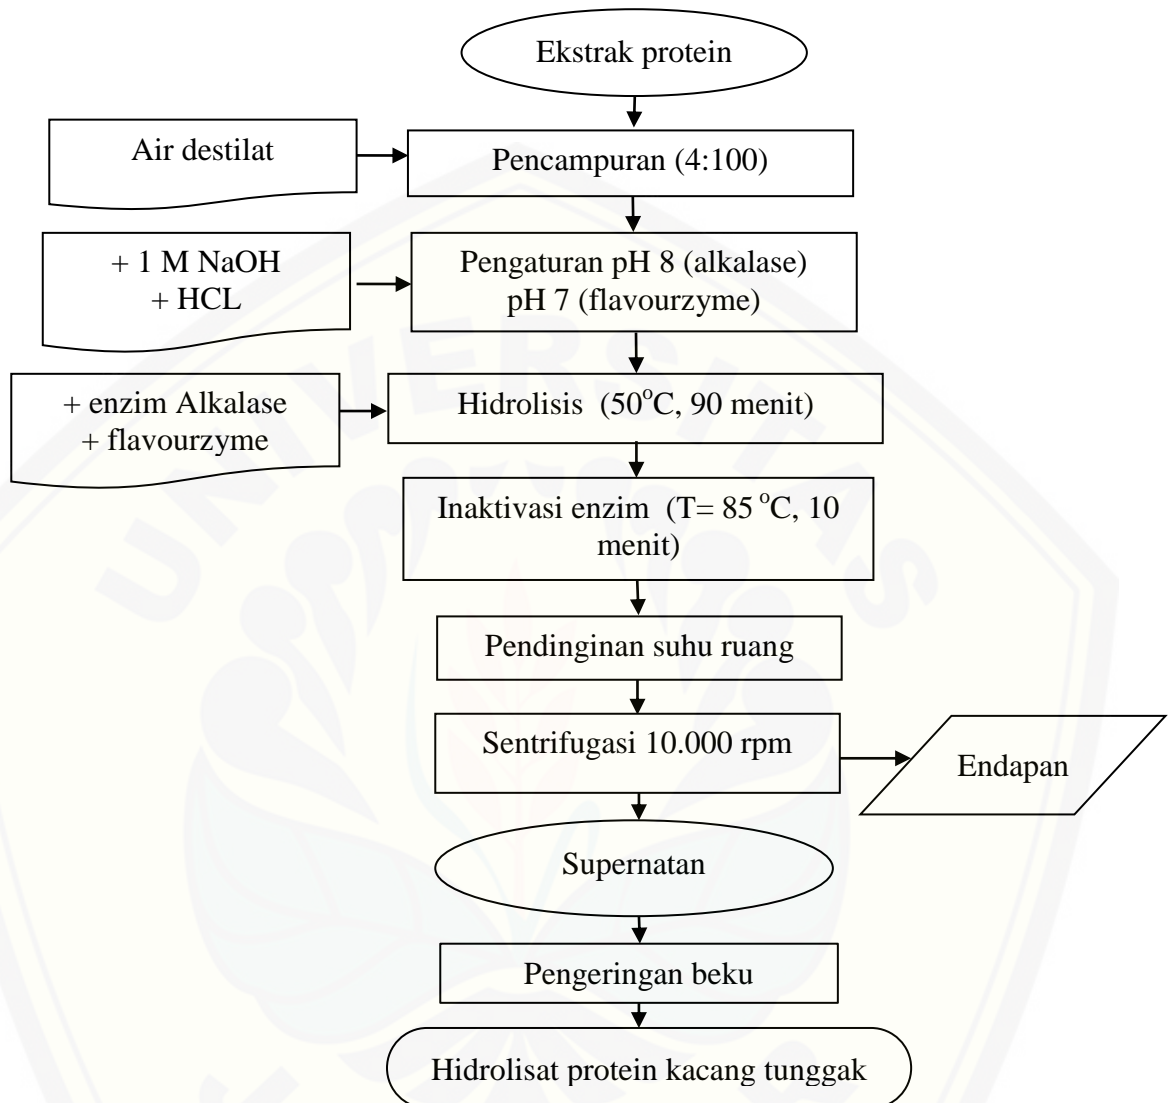 Ekstrak protein
Air destilat
Pencampuran (4:100)
+ 1 M NaOH
+ HCL
Pengaturan pH 8 (alkalase)
pH 7 (flavourzyme)
+ enzim Alkalase
+ flavourzyme
Hidrolisis (50°C, 90 menit)
Inaktivasi enzim (T= 85 °C, 10
menit)
Pendinginan suhu ruang
Sentrifugasi 10.000 rpm
Endapan
Supernatan
Pengeringan beku
Hidrolisat protein kacang tunggak
UNIVERSITAS